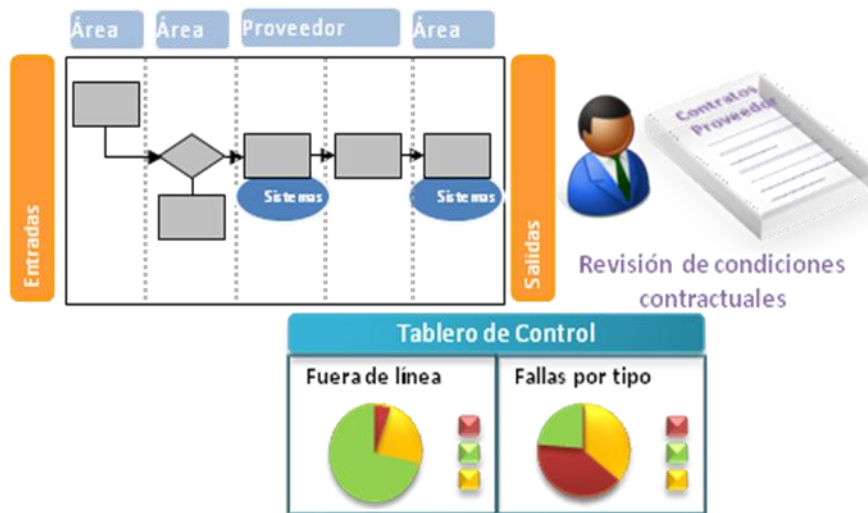 Área
Área
Proveedor
Área
Entradas
Sistemas
Sistemas
Salidas
Contratos
Proveedor
Revisión de condiciones
contractuales
Tablero de Control
Fuera de línea
Fallas por tipo